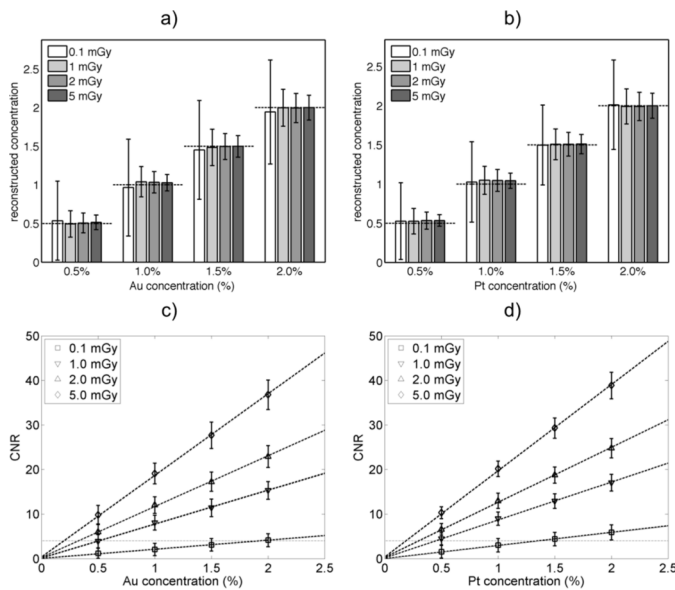 a)
0.1 mGy
1 mGy
2 mGy
5 mGy
reconstructed concentration
2.5
2
1.5
1
0.5
0
0.5% 1.0% 1.5% 2.0%
Au concentration (%)
b)
0.1 mGy
1 mGy
2 mGy
5 mGy
reconstructed concentration
2.5
2
1.5
1
0.5
0
0.5% 1.0% 1.5% 2.0%
Pt concentration (%)
c)
0.1 mGy
1.0 mGy
2.0 mGy
5.0 mGy
CNR
50
40
30
20
10
0
0 0.5 1 1.5 2 2.5
Au concentration (%)
d)
0.1 mGy
1.0 mGy
2.0 mGy
5.0 mGy
CNR
50
40
30
20
10
0
0 0.5 1 1.5 2 2.5
Pt concentration (%)